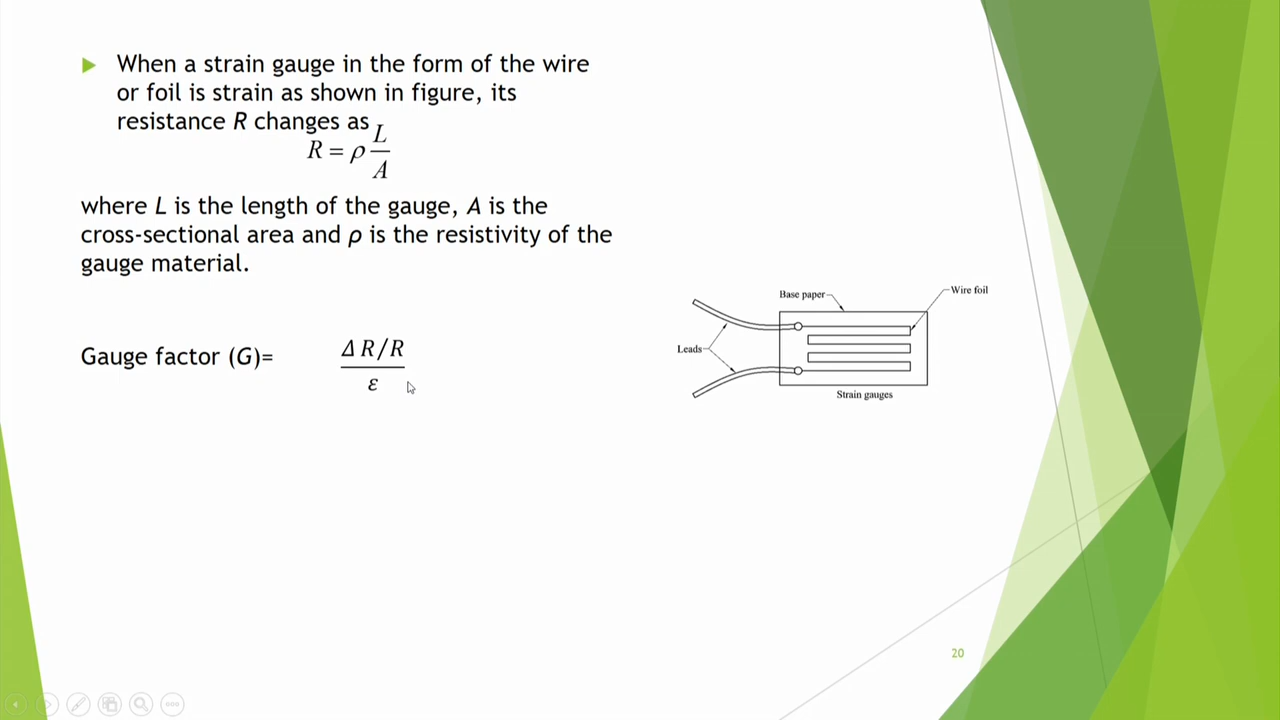 When a strain gauge in the form of the wire
or foil is strain as shown in figure, its
resistance R changes as
R = ρ L/A
where L is the length of the gauge, A is the
cross-sectional area and ρ is the resistivity of the
gauge material.
Gauge factor (G)= Δ R/R
ε
Base paper
Wire foil
Leads
Strain gauges
20